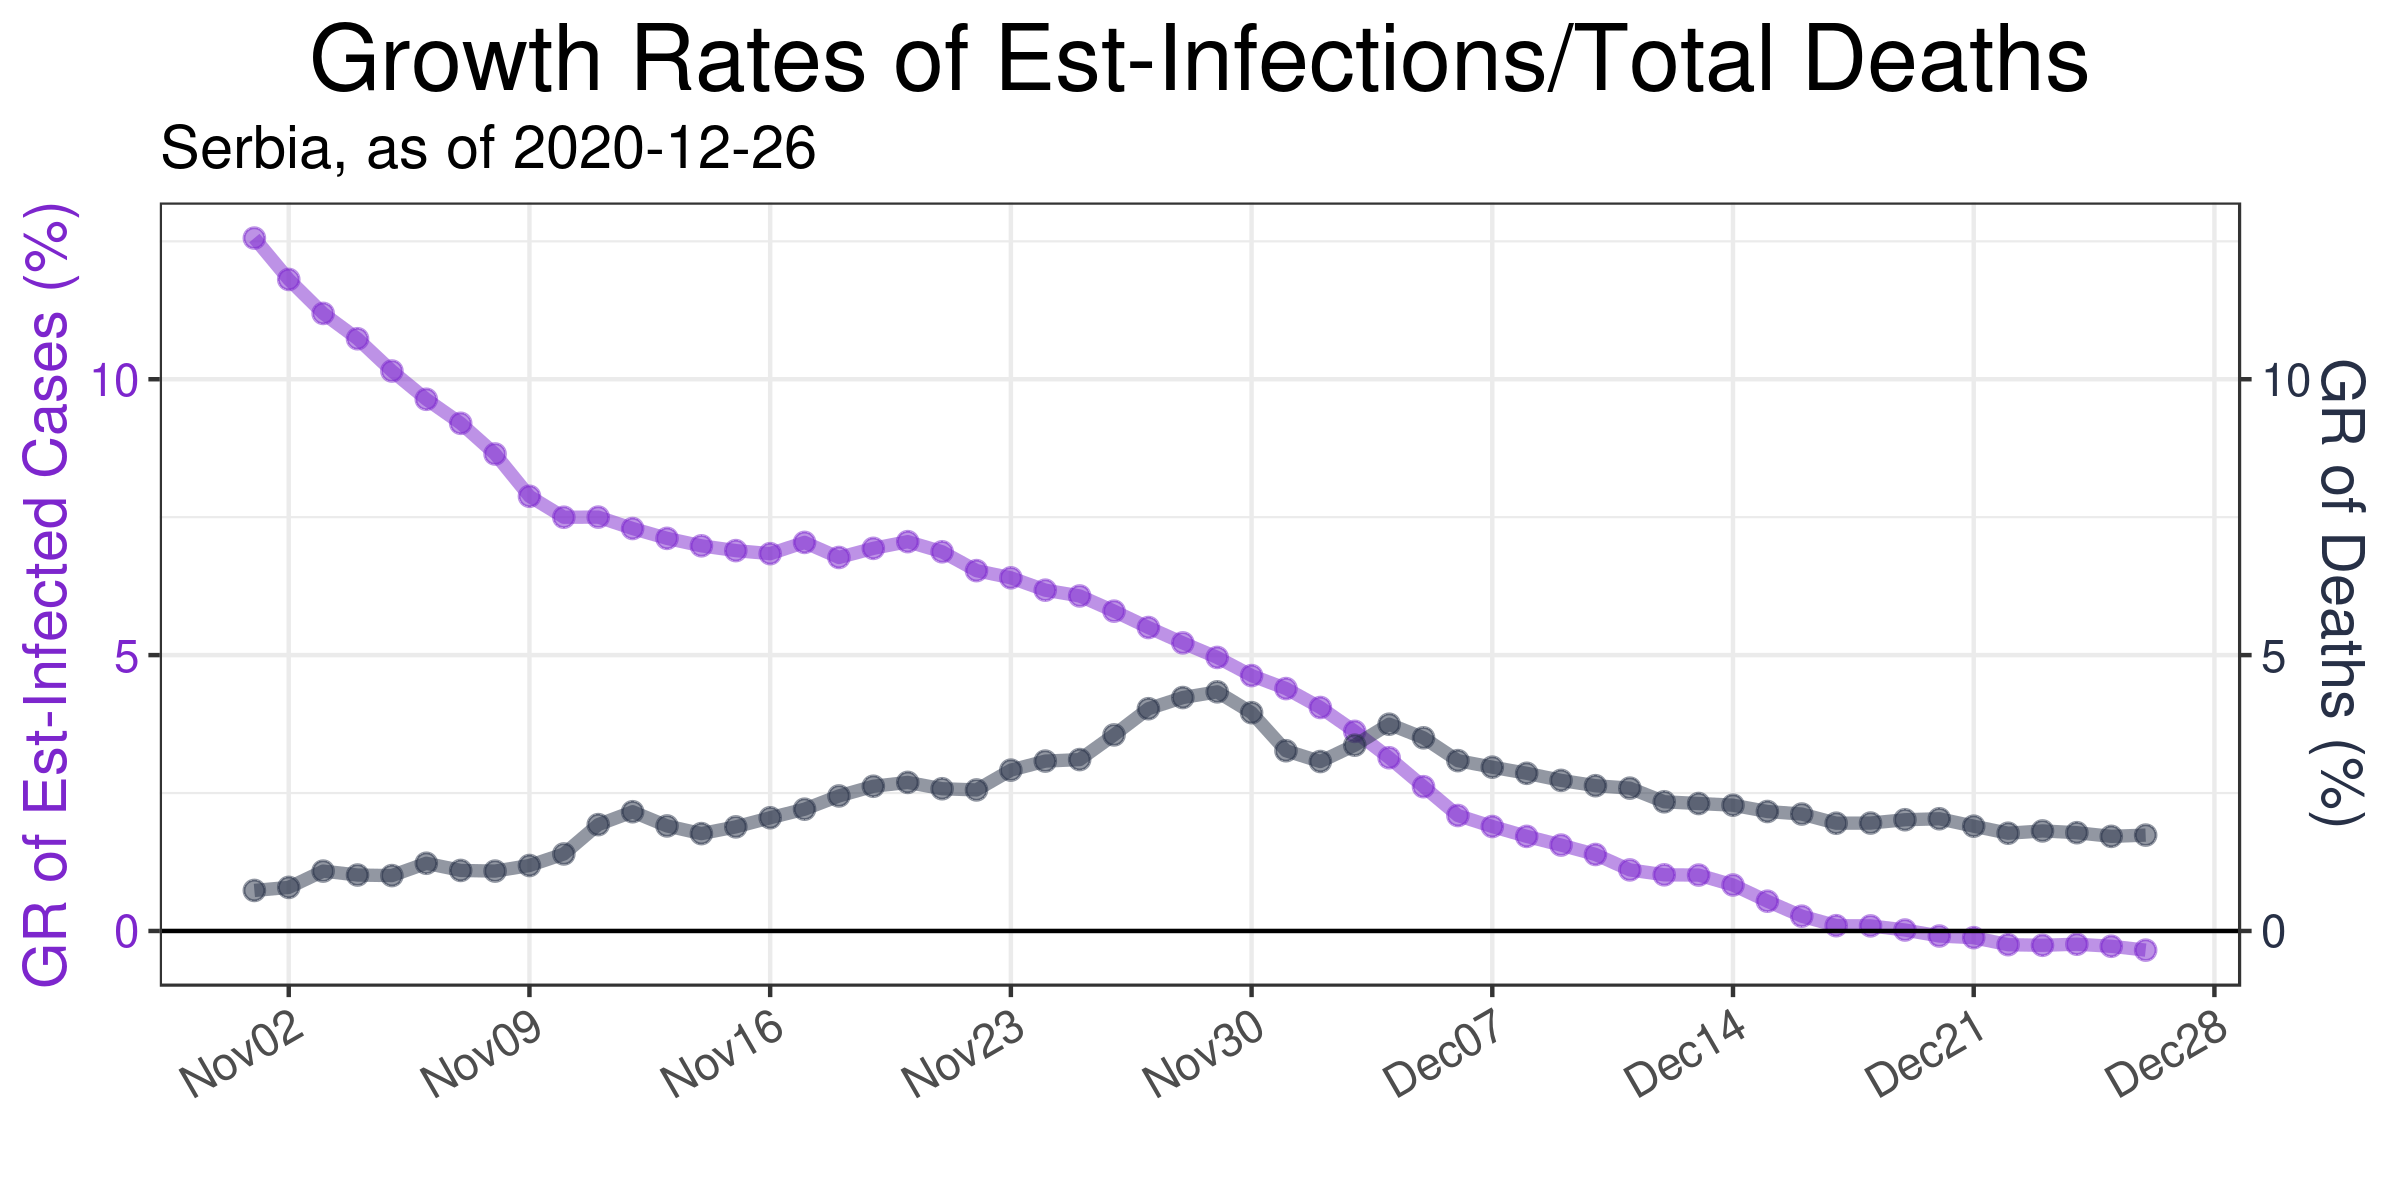 Growth Rates of Est-Infections/Total Deaths
Serbia, as of 2020-12-26
GR of Est-Infected Cases (%)
10
5
0
10
5
0
GR of Deaths (%)
Nov02
Nov09
Nov16
Nov23
Nov30
Dec07
Dec14
Dec21
Dec28